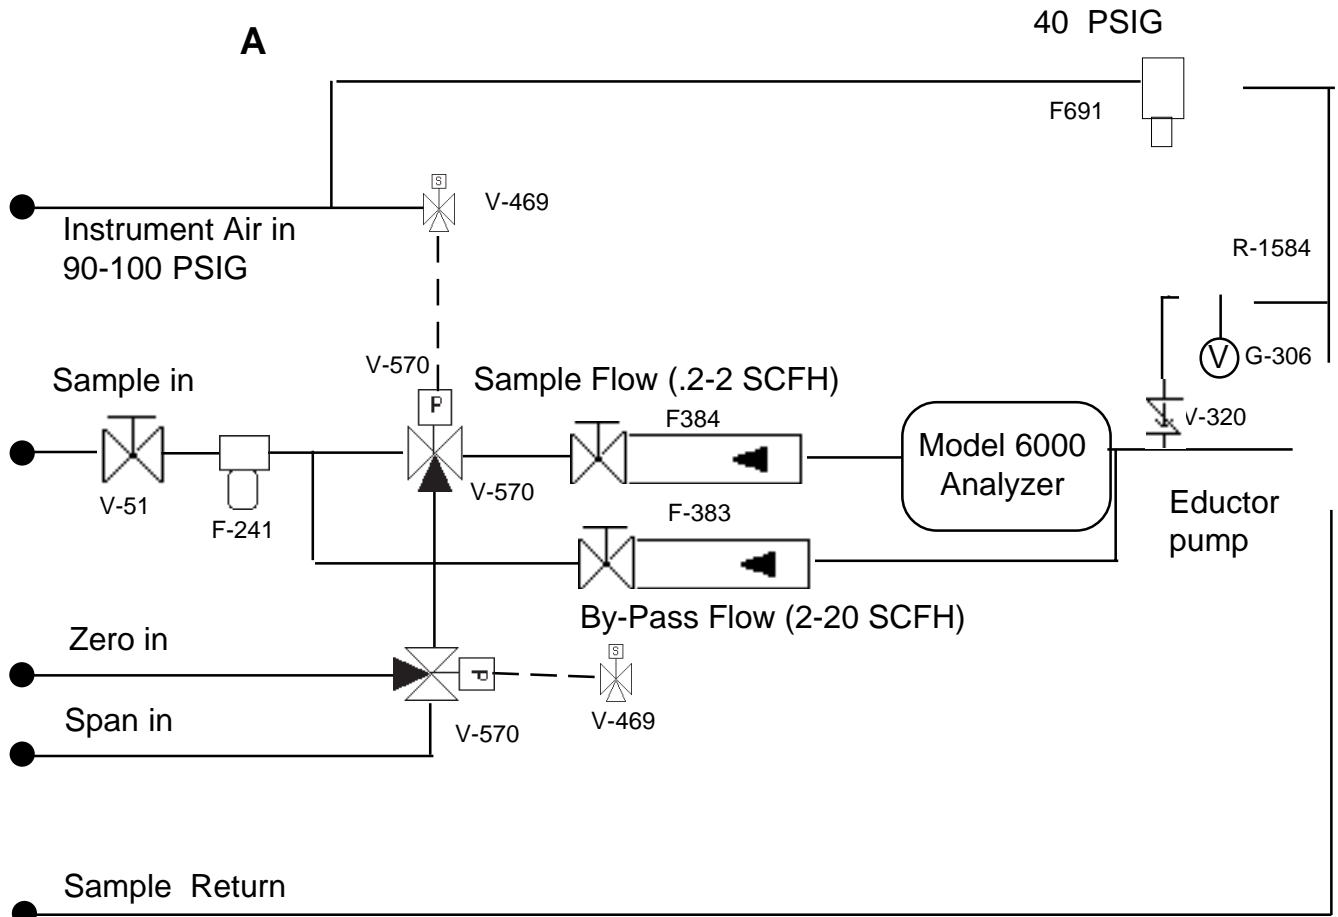 40 PSIG
A
F691
S
V-469
Instrument Air in
90-100 PSIG
R-1584
V-570
Sample Flow (.2-2 SCFH)
V
G-306
Sample in
P
F384
V-320
Model 6000
Analyzer
V-51
F-241
V-570
F-383
Eductor
pump
By-Pass Flow (2-20 SCFH)
Zero in
S
P
Span in
V-570
V-469
Sample Return